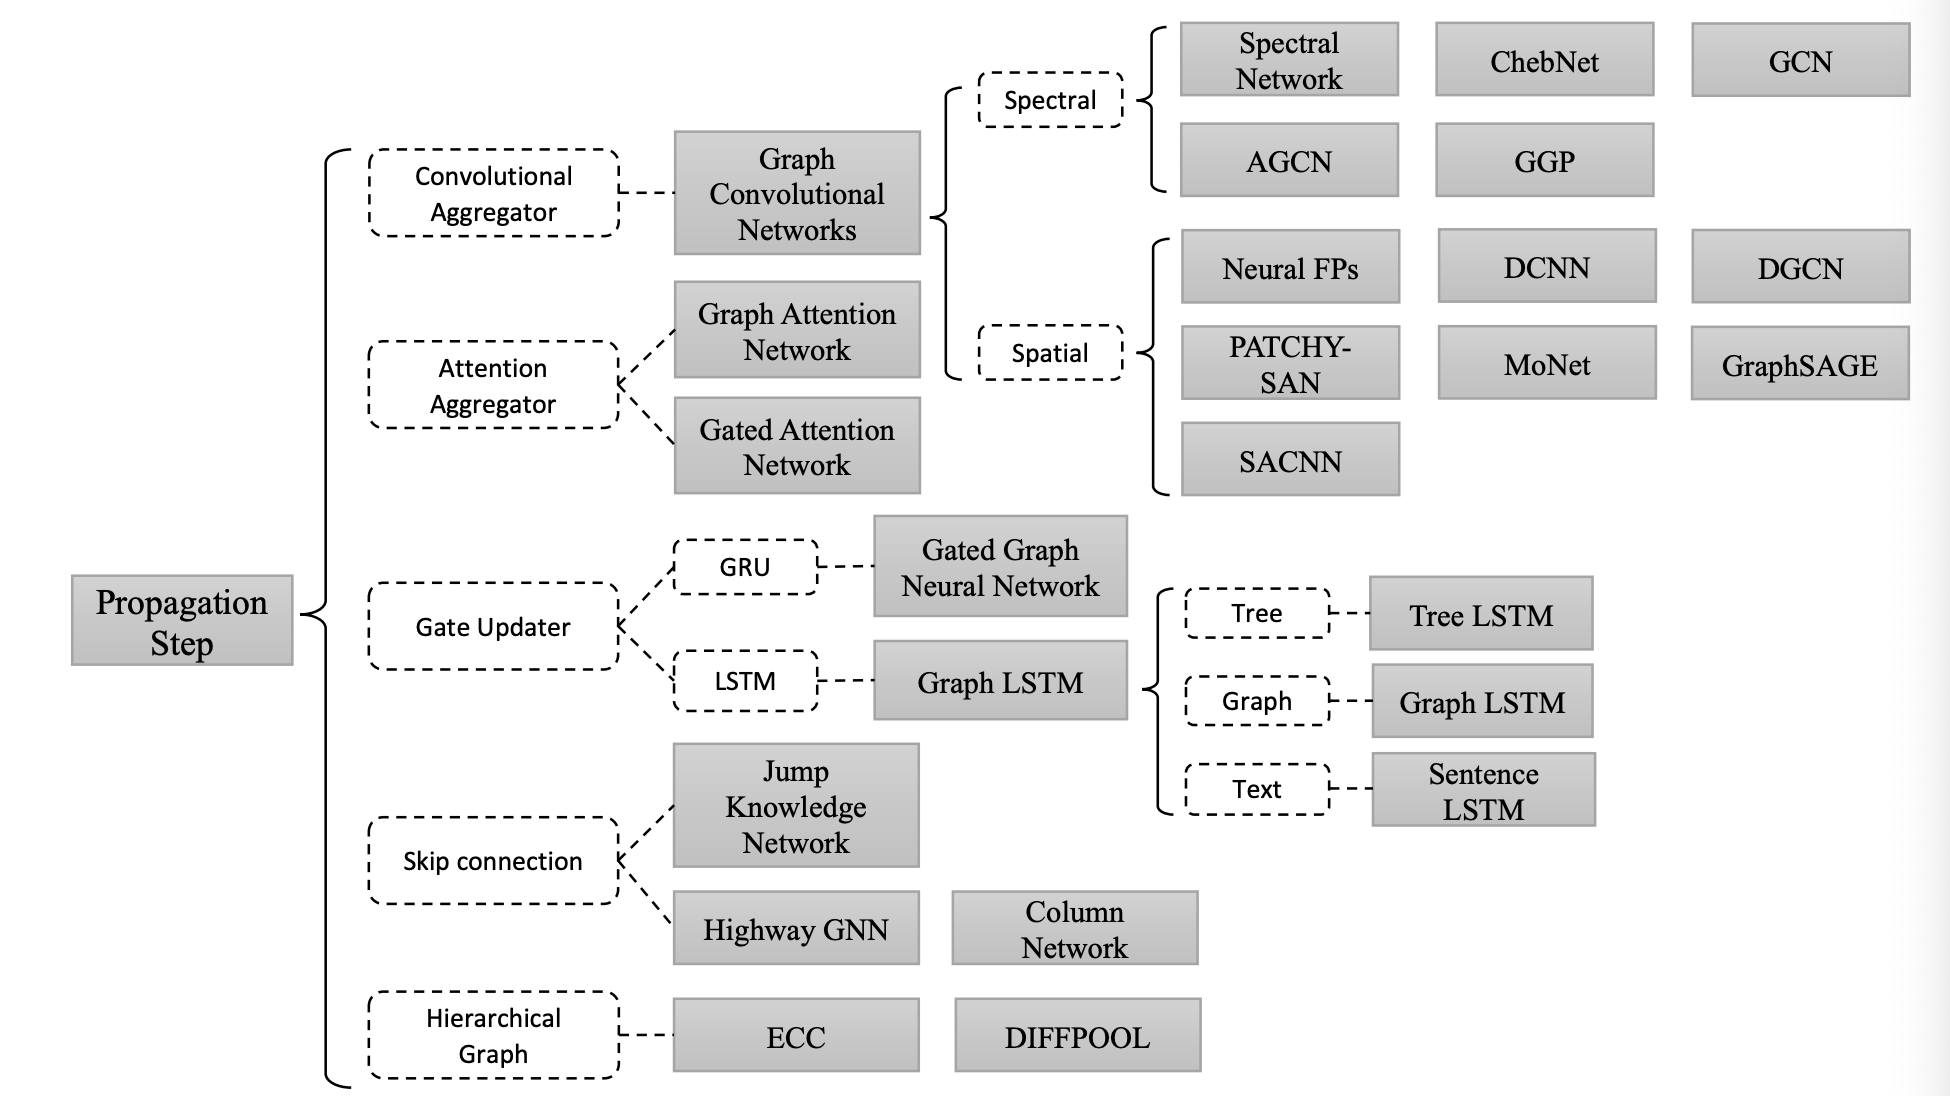 Propagation
Step
Convolutional
Aggregator
Graph
Convolutional
Networks
Spectral
Spectral
Network
ChebNet
GCN
AGCN
GGP
Spatial
Neural FPs
DCNN
DGCN
PATCHY-
SAN
MoNet
GraphSAGE
SACNN
Attention
Aggregator
Graph Attention
Network
Gated Attention
Network
Gate Updater
GRU
Gated Graph
Neural Network
LSTM
Graph LSTM
Tree
Tree LSTM
Graph
Graph LSTM
Text
Sentence
LSTM
Skip connection
Jump
Knowledge
Network
Highway GNN
Column
Network
Hierarchical
Graph
ECC
DIFFPOOL